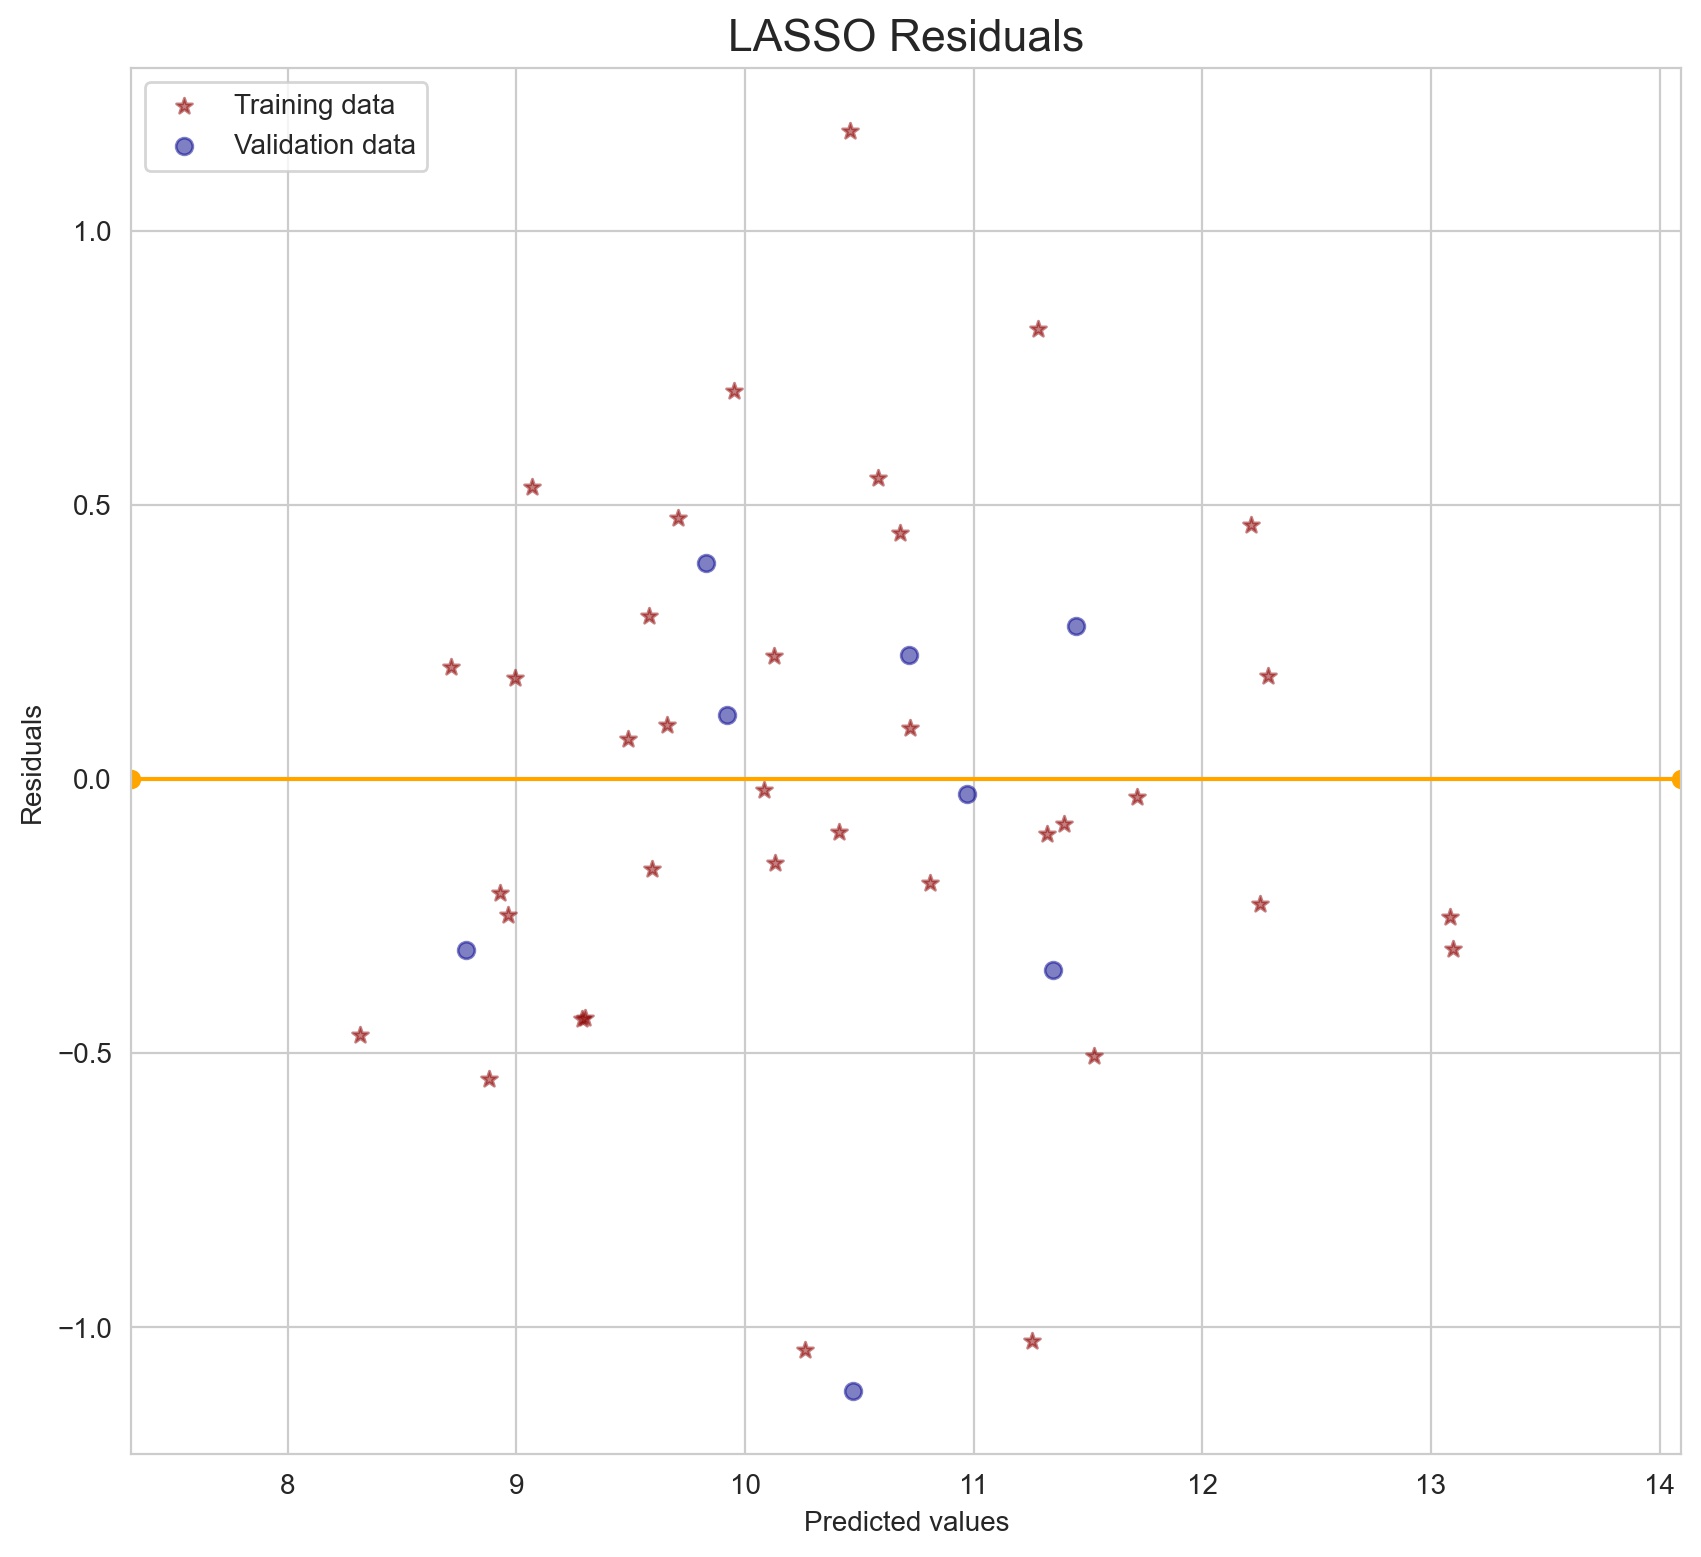 LASSO Residuals
Training data
Validation data
1.0
0.5
0.0
−0.5
−1.0
Residuals
8 9 10 11 12 13 14
Predicted values